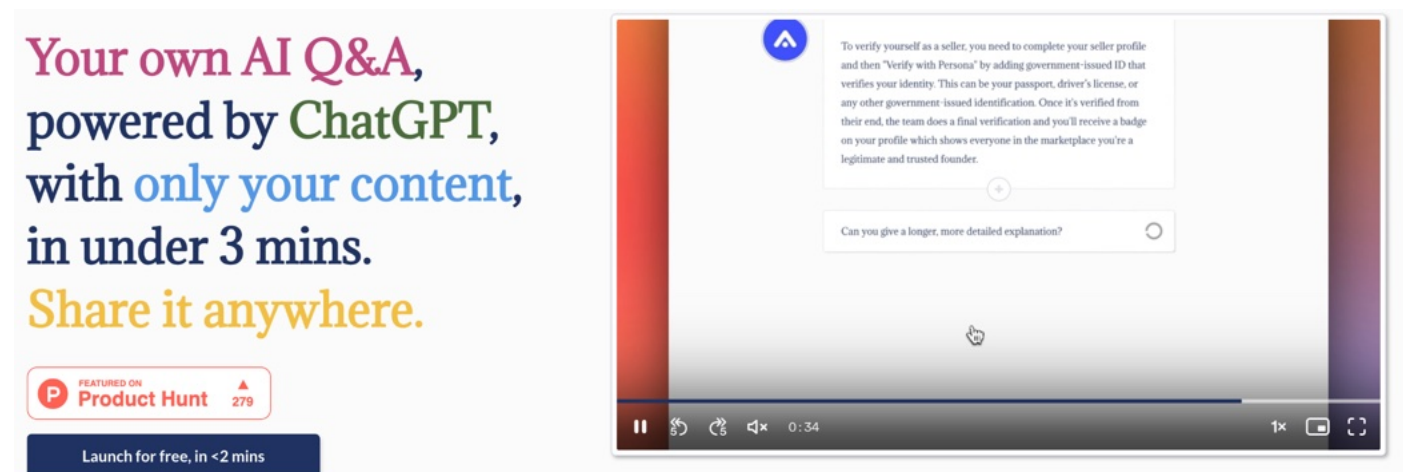 Your own AI Q&A,
powered by ChatGPT,
with only your content,
in under 3 mins.
Share it anywhere.
FEATURED ON
Product Hunt
279
Launch for free, in <2 mins
To verify yourself as a seller, you need to complete your seller profile
and then "Verify with Persona" by adding government-issued ID that
verifies your identity. This can be your passport, driver's license, or
any other government-issued identification. Once it's verified from
their end, the team does a final verification and you'll receive a badge
on your profile which shows everyone in the marketplace you're a
legitimate and trusted founder.
Can you give a longer, more detailed explanation?
5 5 0:34 1×